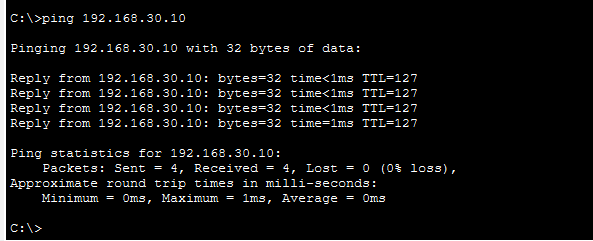 C:\>ping 192.168.30.10
Pinging 192.168.30.10 with 32 bytes of data:
Reply from 192.168.30.10: bytes=32 time<1ms TTL=127
Reply from 192.168.30.10: bytes=32 time<1ms TTL=127
Reply from 192.168.30.10: bytes=32 time<1ms TTL=127
Reply from 192.168.30.10: bytes=32 time=1ms TTL=127
Ping statistics for 192.168.30.10:
Packets: Sent = 4, Received = 4, Lost = 0 (0% loss),
Approximate round trip times in milli-seconds:
Minimum = 0ms, Maximum = 1ms, Average = 0ms
C:\>